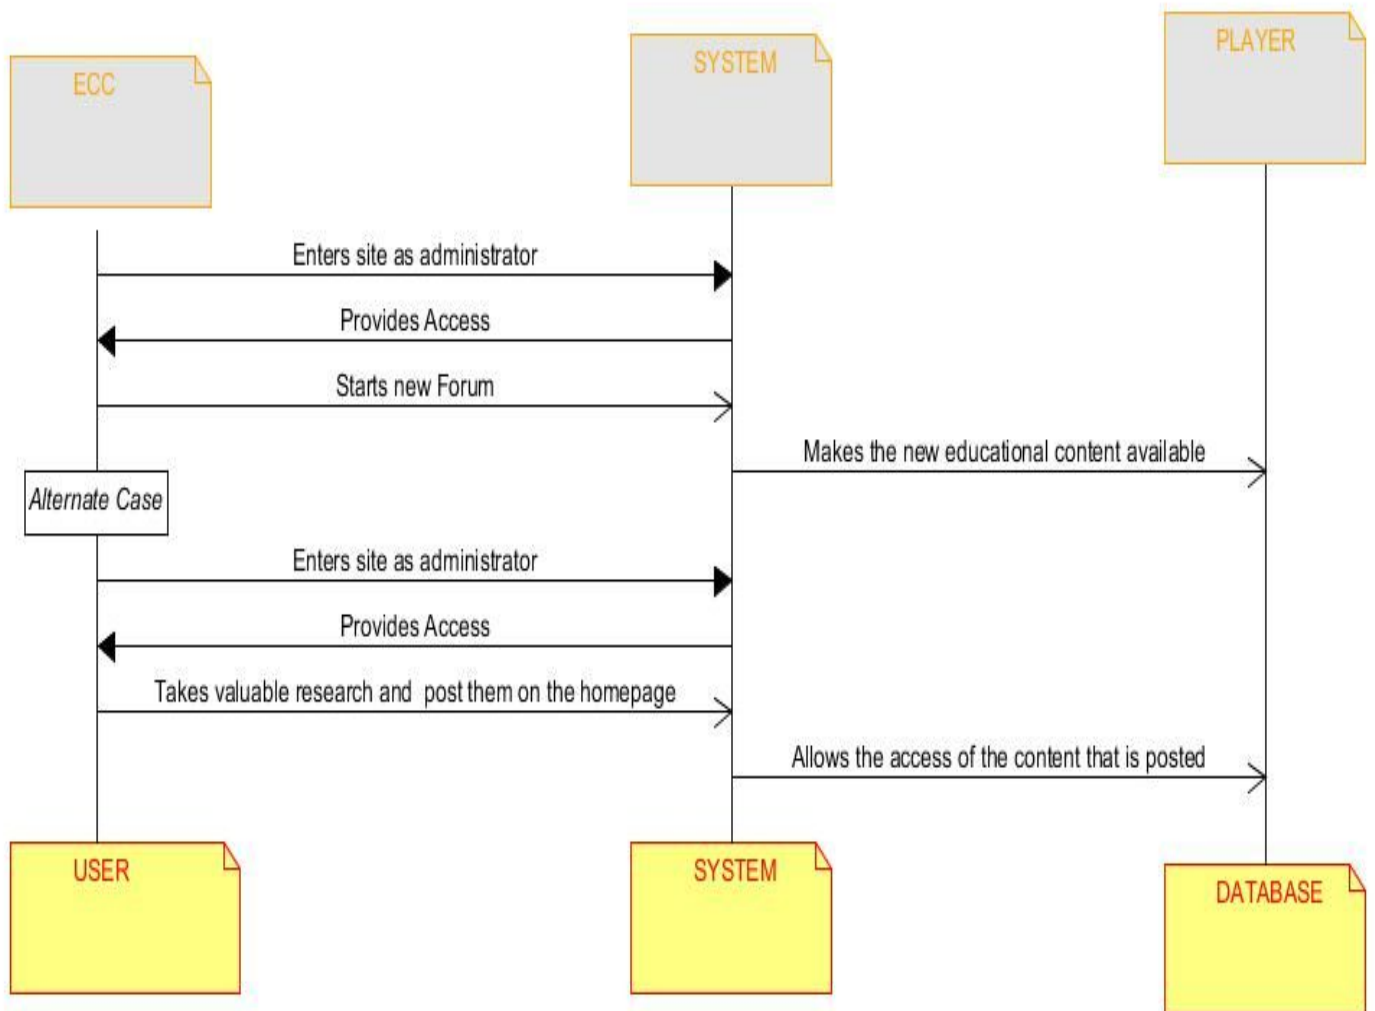 ECC
SYSTEM
PLAYER
Enters site as administrator
Provides Access
Starts new Forum
Makes the new educational content available
Alternate Case
Enters site as administrator
Provides Access
Takes valuable research and post them on the homepage
Allows the access of the content that is posted
USER
SYSTEM
DATABASE